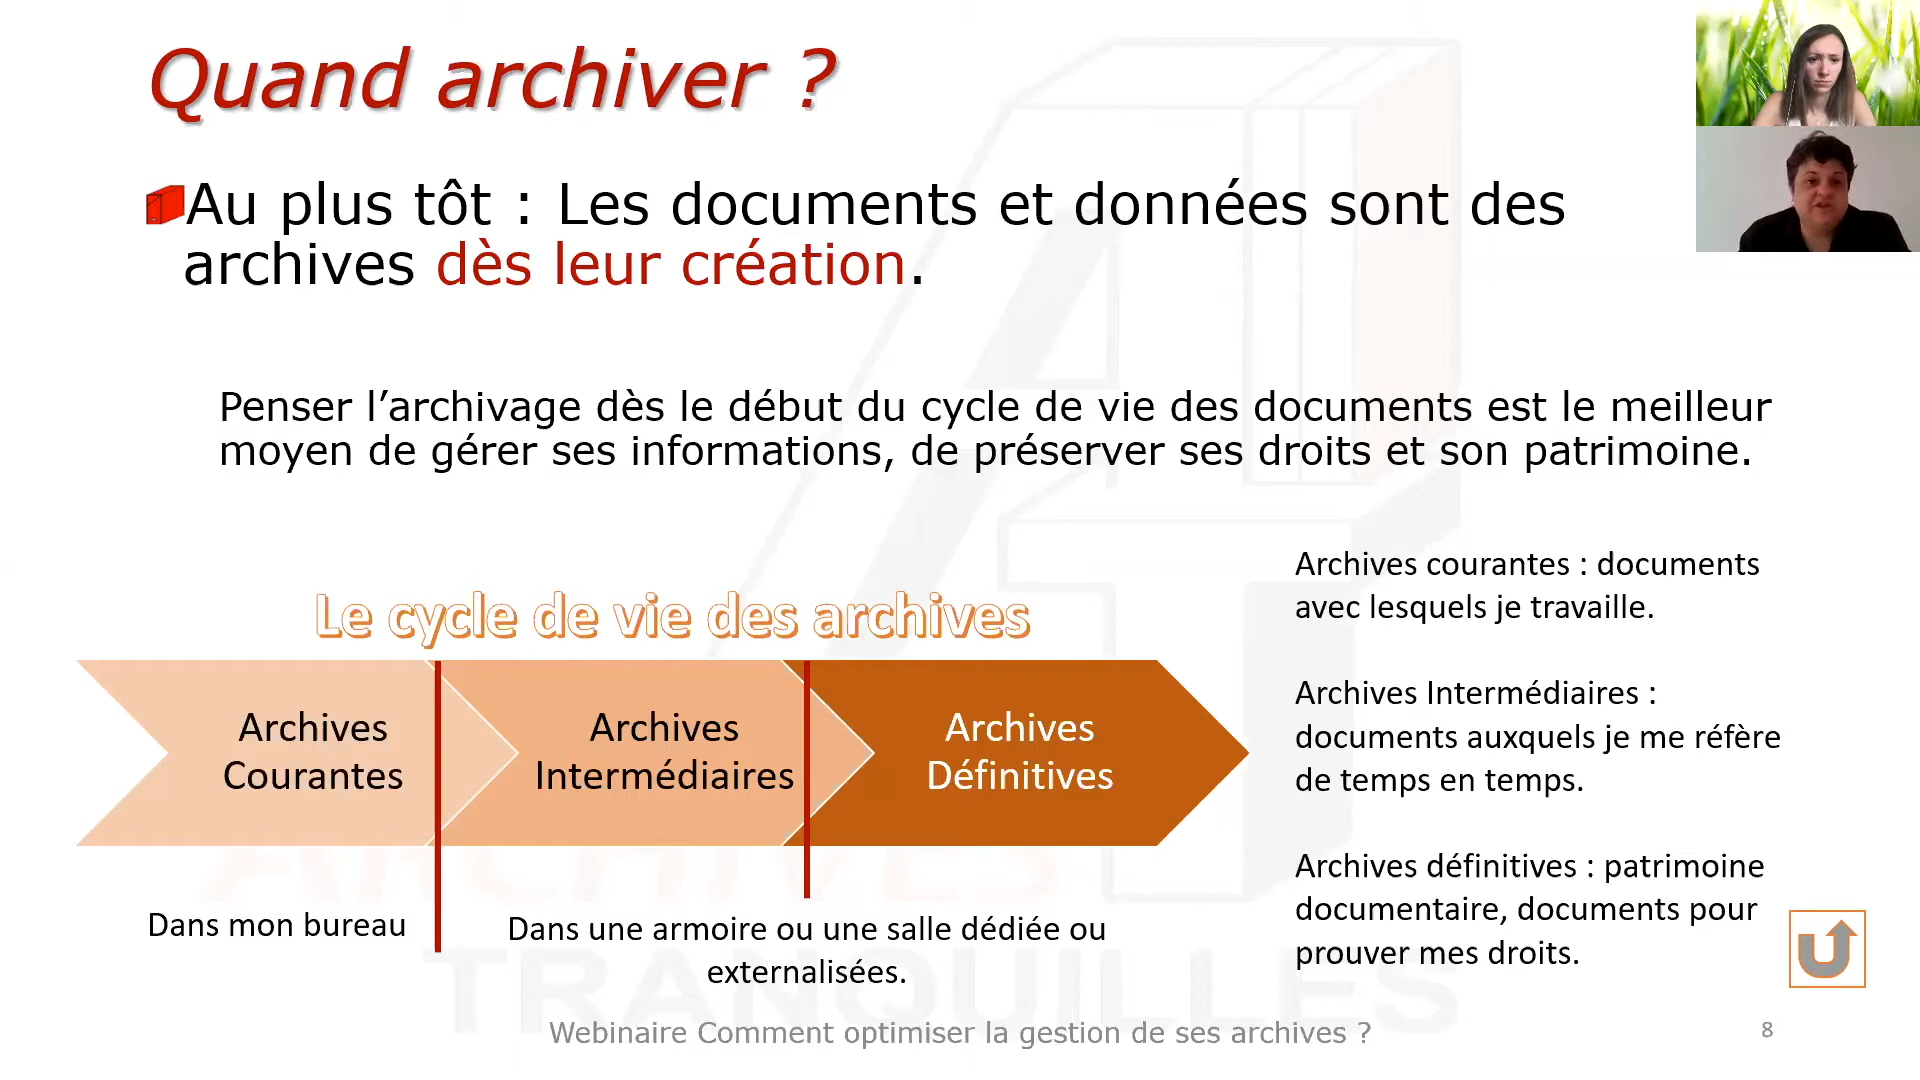 Quand archiver ?
Au plus tôt : Les documents et données sont des
archives dès leur création.
Penser l’archivage dès le début du cycle de vie des documents est le meilleur
moyen de gérer ses informations, de préserver ses droits et son patrimoine.
Le cycle de vie des archives
Archives
Courantes
Archives
Intermédiaires
Archives
Définitives
Dans mon bureau
Dans une armoire ou une salle dédiée ou
externalisées.
Archives courantes : documents
avec lesquels je travaille.
Archives Intermédiaires :
documents auxquels je me réfère
de temps en temps.
Archives définitives : patrimoine
documentaire, documents pour
prouver mes droits.
ARCHIVES
TRANQUILLES
Webinaire Comment optimiser la gestion de ses archives ?
8